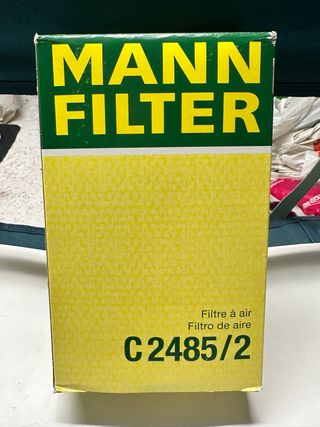 MANN
FILTER
Filtre à air
Filtro de aire
C 2485/2